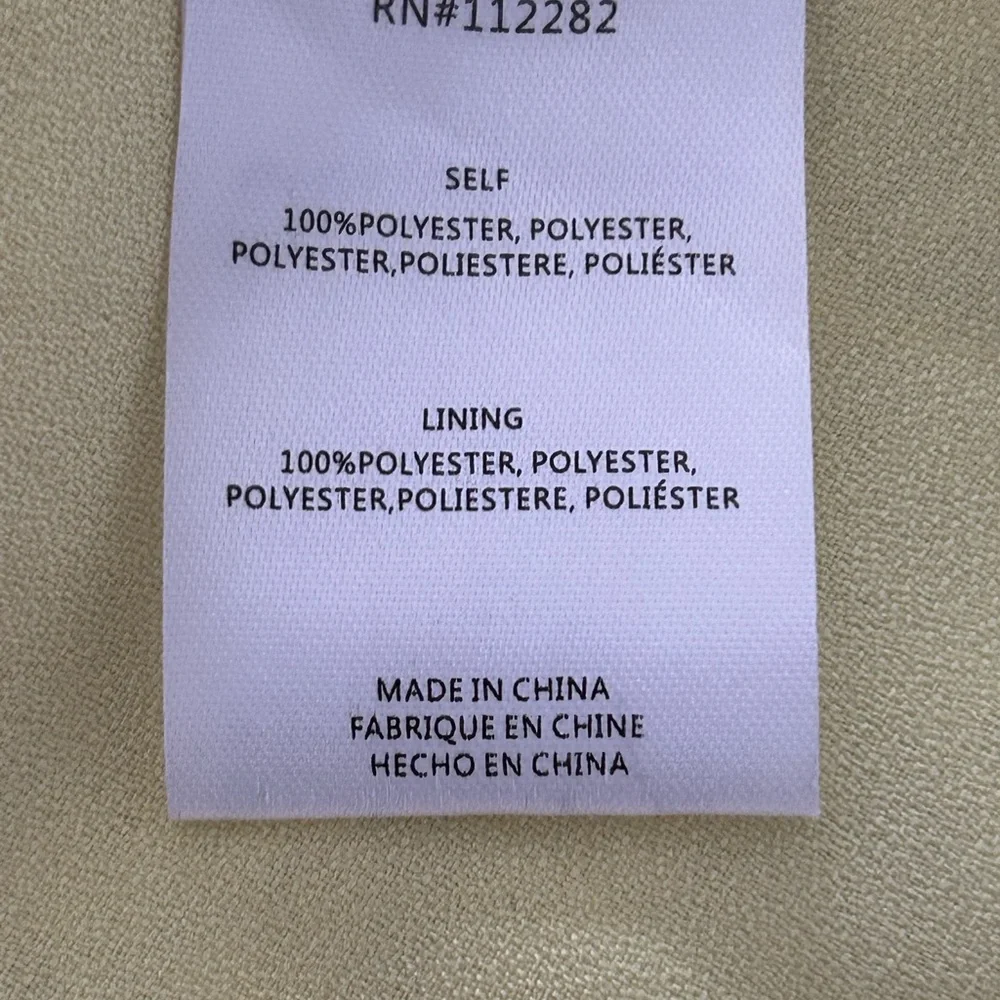 RN#112282
SELF
100%POLYESTER, POLYESTER,
POLYESTER,POLIESTERE, POLIÉSTER
LINING
100%POLYESTER, POLYESTER,
POLYESTER,POLIESTERE, POLIÉSTER
MADE IN CHINA
FABRIQUE EN CHINE
HECHO EN CHINA